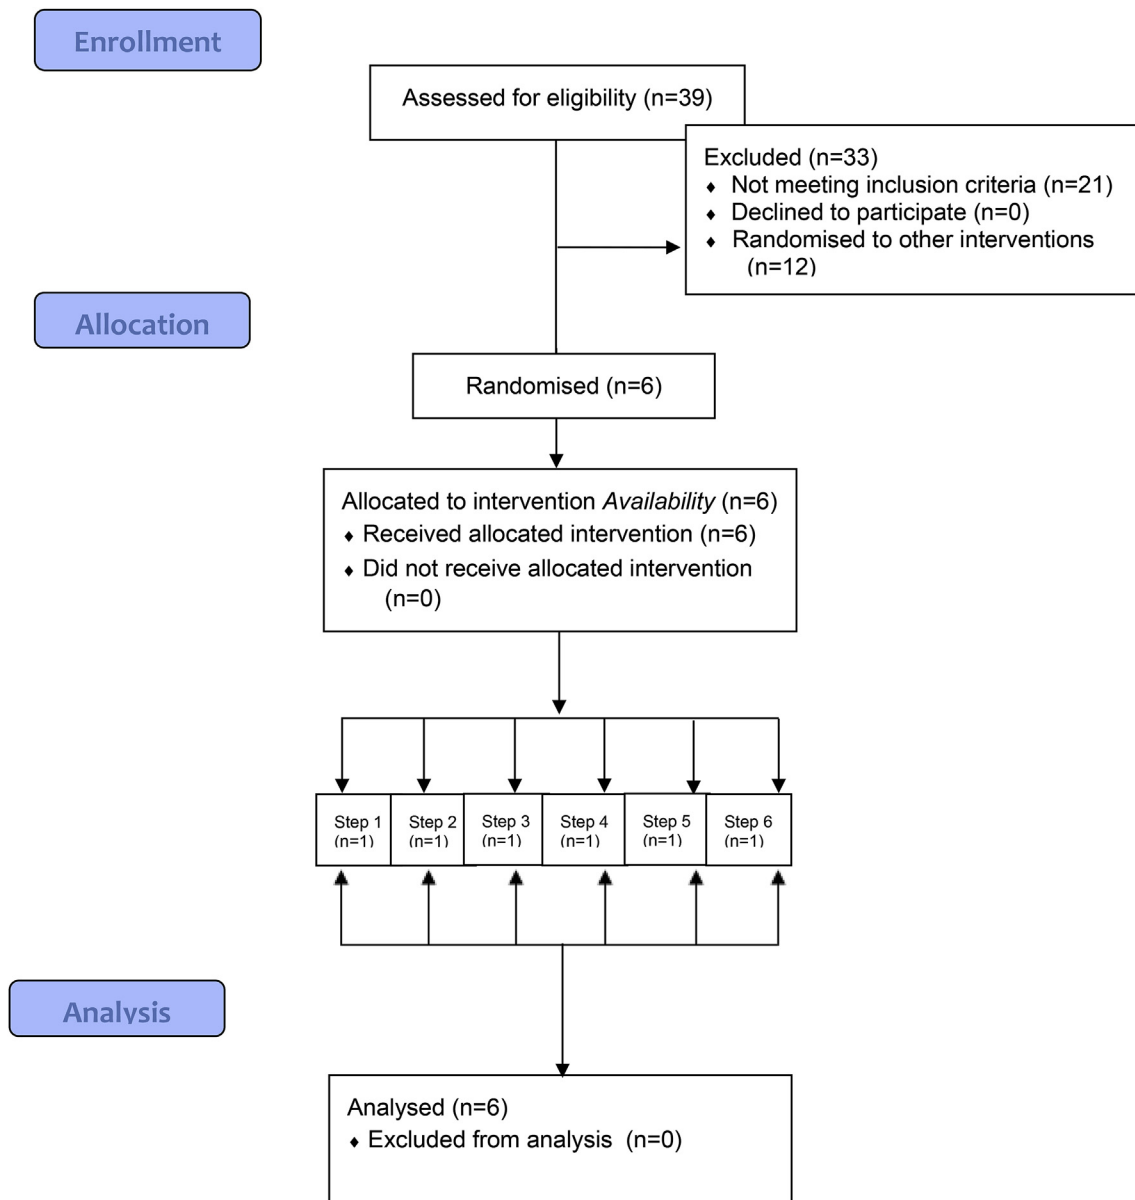 Enrollment
Assessed for eligibility (n=39)
Excluded (n=33)
♦ Not meeting inclusion criteria (n=21)
♦ Declined to participate (n=0)
♦ Randomised to other interventions
(n=12)
Allocation
Randomised (n=6)
Allocated to intervention Availability (n=6)
♦ Received allocated intervention (n=6)
♦ Did not receive allocated intervention
(n=0)
Step 1
(n=1)
Step 2
(n=1)
Step 3
(n=1)
Step 4
(n=1)
Step 5
(n=1)
Step 6
(n=1)
Analysis
Analysed (n=6)
♦ Excluded from analysis (n=0)